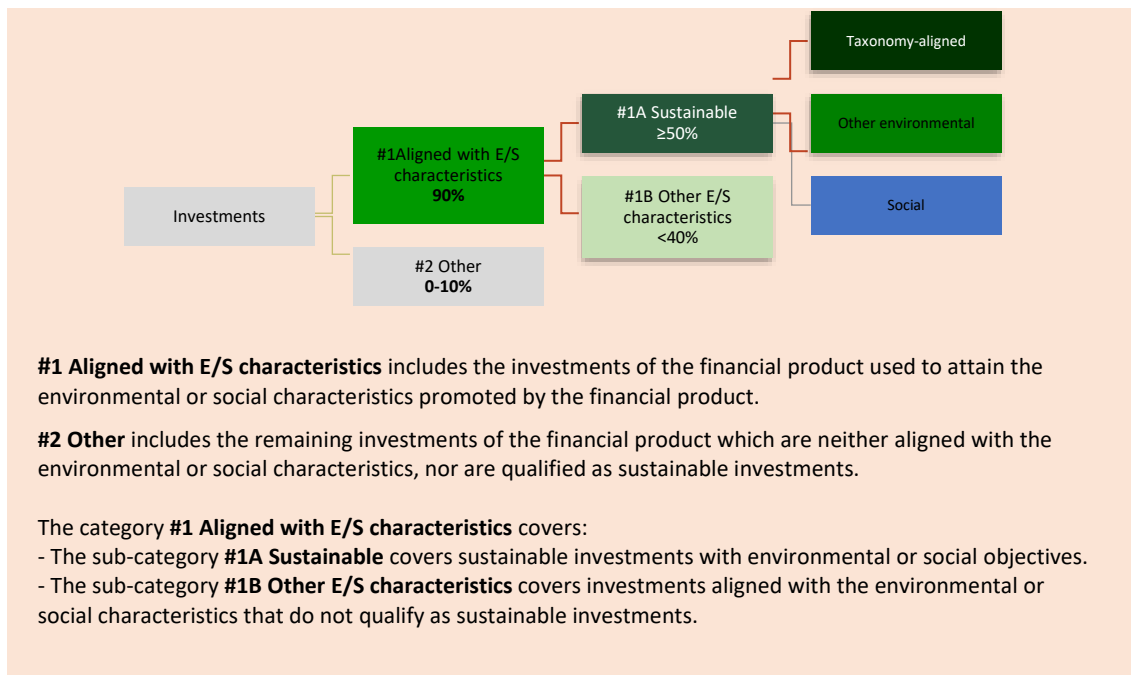 Taxonomy-aligned
#1A Sustainable
≥50%
Other environmental
#1Aligned with E/S
characteristics
90%
#1B Other E/S
characteristics
<40%
Social
Investments
#2 Other
0-10%
#1 Aligned with E/S characteristics includes the investments of the financial product used to attain the
environmental or social characteristics promoted by the financial product.
#2 Other includes the remaining investments of the financial product which are neither aligned with the
environmental or social characteristics, nor are qualified as sustainable investments.
The category #1 Aligned with E/S characteristics covers:
- The sub-category #1A Sustainable covers sustainable investments with environmental or social objectives.
- The sub-category #1B Other E/S characteristics covers investments aligned with the environmental or
social characteristics that do not qualify as sustainable investments.